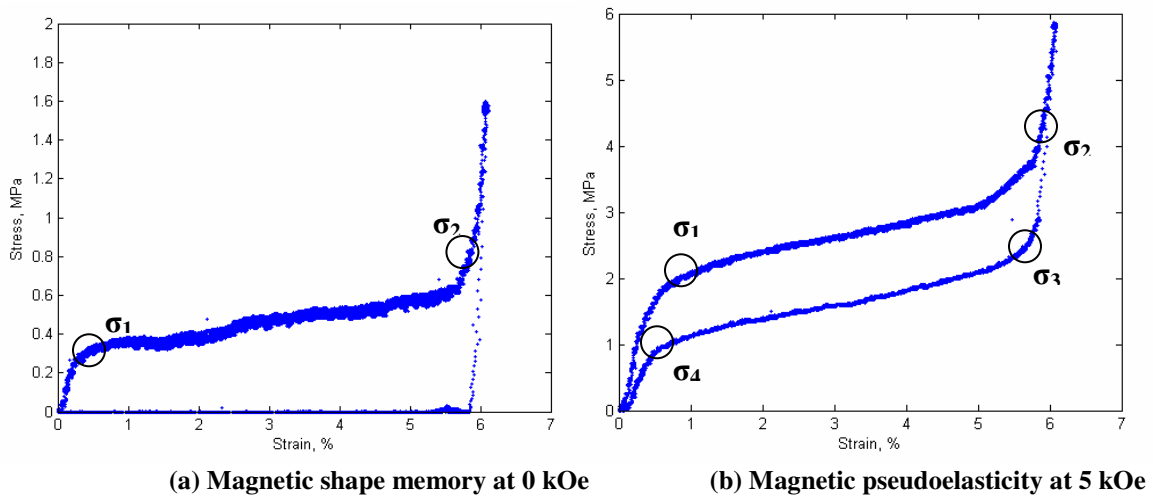 2
1.8
1.6
1.4
1.2
1
0.8
0.6
0.4
0.2
0
Stress, MPa
σ1
σ2
0 1 2 3 4 5 6 7
Strain, %
(a) Magnetic shape memory at 0 kOe
6
5
4
3
2
1
0
Stress, MPa
σ1
σ2
σ3
σ4
0 1 2 3 4 5 6 7
Strain, %
(b) Magnetic pseudoelasticity at 5 kOe